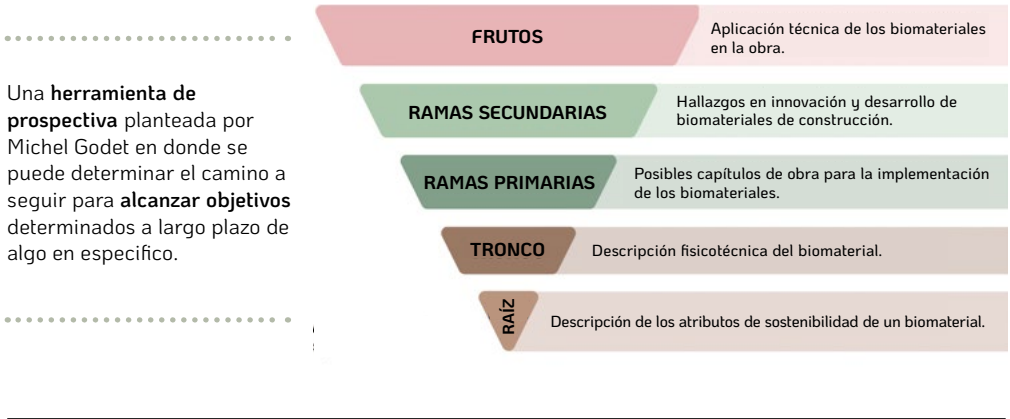 Una herramienta de
prospectiva planteada por
Michel Godet en donde se
puede determinar el camino a
seguir para alcanzar objetivos
determinados a largo plazo de
algo en especifico.
FRUTOS
Aplicación técnica de los biomateriales
en la obra.
RAMAS SECUNDARIAS
Hallazgos en innovación y desarrollo de
biomateriales de construcción.
RAMAS PRIMARIAS
Posibles capítulos de obra para la implementación
de los biomateriales.
TRONCO
Descripción fisicotécnica del biomaterial.
RAÍZ
Descripción de los atributos de sostenibilidad de un biomaterial.